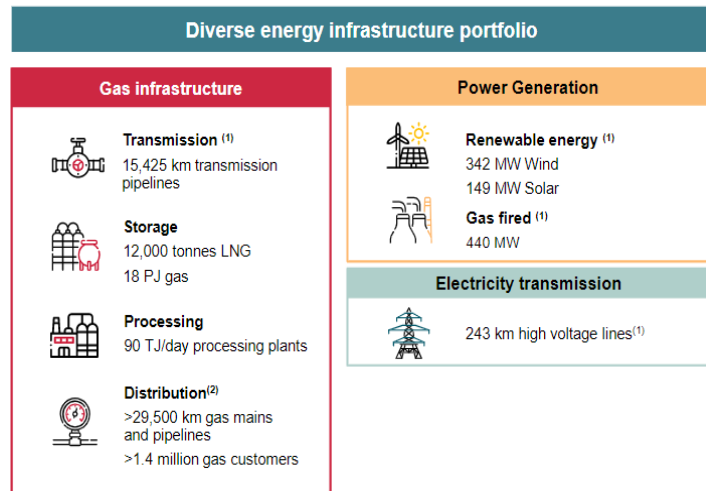 Diverse energy infrastructure portfolio
Gas infrastructure
Transmission (1)
15,425 km transmission
pipelines
Storage
12,000 tonnes LNG
18 PJ gas
Processing
90 TJ/day processing plants
Distribution(2)
>29,500 km gas mains
and pipelines
>1.4 million gas customers
Power Generation
Renewable energy (1)
342 MW Wind
149 MW Solar
Gas fired (1)
440 MW
Electricity transmission
243 km high voltage lines(1)